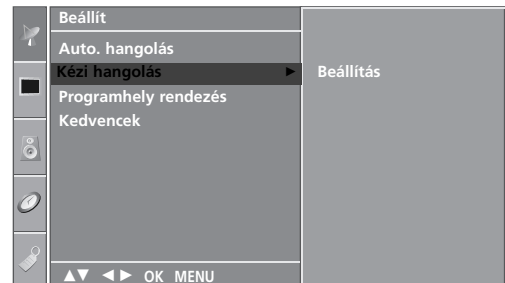 Beállít
Auto. hangolás
Kézi hangolás ► Beállítás
Programhely rendezés
Kedvencek
▲▼ ◄► OK MENU